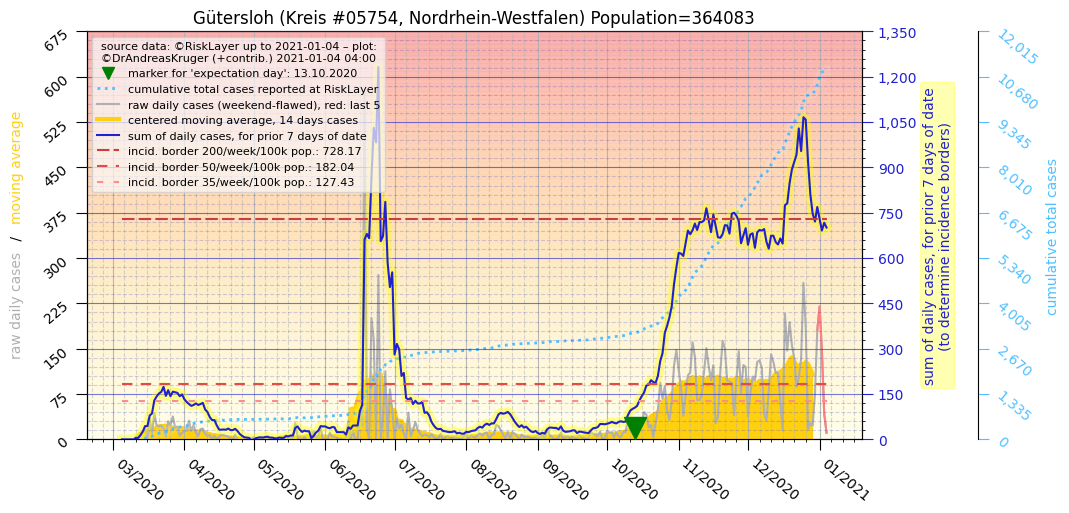 Gütersloh (Kreis #05754, Nordrhein-Westfalen) Population=364083
source data: ©RiskLayer up to 2021-01-04 – plot:
©DrAndreasKruger (+contrib.) 2021-01-04 04:00
marker for 'expectation day': 13.10.2020
cumulative total cases reported at RiskLayer
raw daily cases (weekend-flawed), red: last 5
centered moving average, 14 days cases
sum of daily cases, for prior 7 days of date
incid. border 200/week/100k pop.: 728.17
incid. border 50/week/100k pop.: 182.04
incid. border 35/week/100k pop.: 127.43
raw daily cases / moving average
675
600
525
450
375
300
225
150
75
0
03/2020
04/2020
05/2020
06/2020
07/2020
08/2020
09/2020
10/2020
11/2020
12/2020
01/2021
1,350
1,200
1,050
900
750
600
450
300
150
0
sum of daily cases, for prior 7 days of date
(to determine incidence borders)
12,015
10,680
9,345
8,010
6,675
5,340
4,005
2,670
1,335
0
cumulative total cases